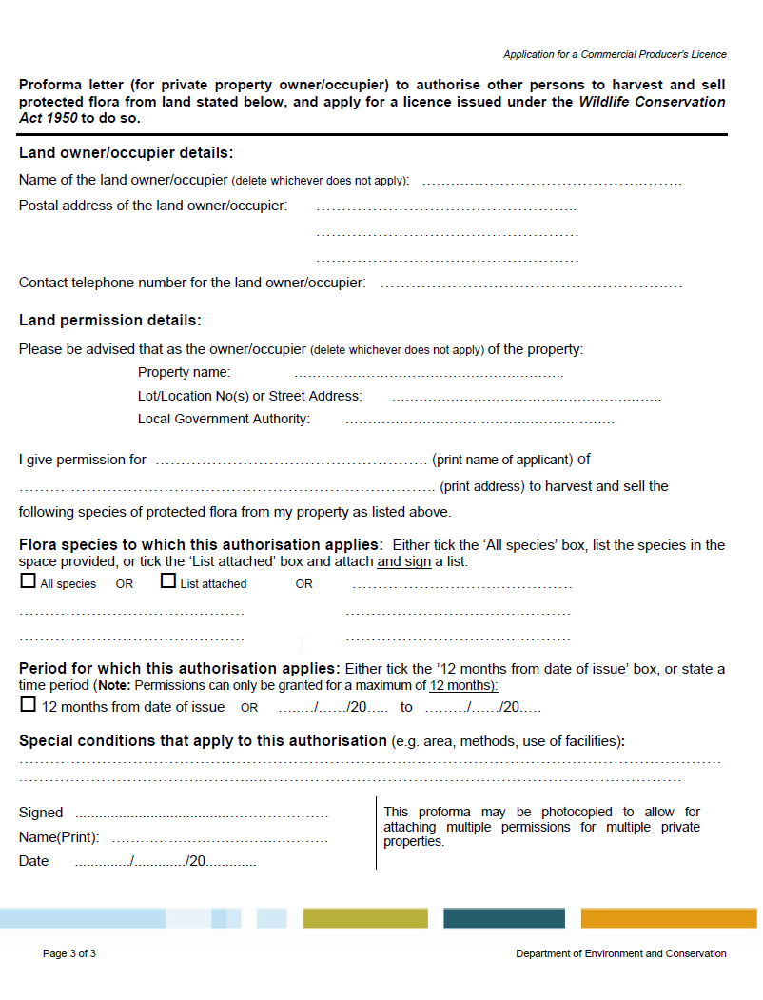 Application for a Commercial Producer's Licence
Proforma letter (for private property owner/occupier) to authorise other persons to harvest and sell
protected flora from land stated below, and apply for a licence issued under the Wildlife Conservation
Act 1950 to do so.
Land owner/occupier details:
Name of the land owner/occupier (delete whichever does not apply): ……………………………………………….
Postal address of the land owner/occupier: …………………………………………..
……………………………………………
……………………………………………
Contact telephone number for the land owner/occupier: ………………………………………………..…
Land permission details:
Please be advised that as the owner/occupier (delete whichever does not apply) of the property:
Property name: ……………………………………………….
Lot/Location No(s) or Street Address: ……………………………………………….
Local Government Authority: ………………………………………………
I give permission for ………………………………………………. (print name of applicant) of
………………………………………………………………………. (print address) to harvest and sell the
following species of protected flora from my property as listed above.
Flora species to which this authorisation applies: Either tick the ‘All species’ box, list the species in the
space provided, or tick the ‘List attached’ box and attach and sign a list:
☐ All species OR ☐ List attached OR ………………………………………
……………………………………… ………………………………………
……………………………………… ………………………………………
Period for which this authorisation applies: Either tick the ’12 months from date of issue’ box, or state a
time period (Note: Permissions can only be granted for a maximum of 12 months):
☐ 12 months from date of issue OR ……..…/……/20….. to ………/……/20…..
Special conditions that apply to this authorisation (e.g. area, methods, use of facilities):
……………………………………………………………………………………………………………………
……………………………………………………………………………………………………………
Signed .......................................…………………
Name(Print): ……………………………………
Date ............../............./20.............
This proforma may be photocopied to allow for
attaching multiple permissions for multiple private
properties.
Page 3 of 3 Department of Environment and Conservation